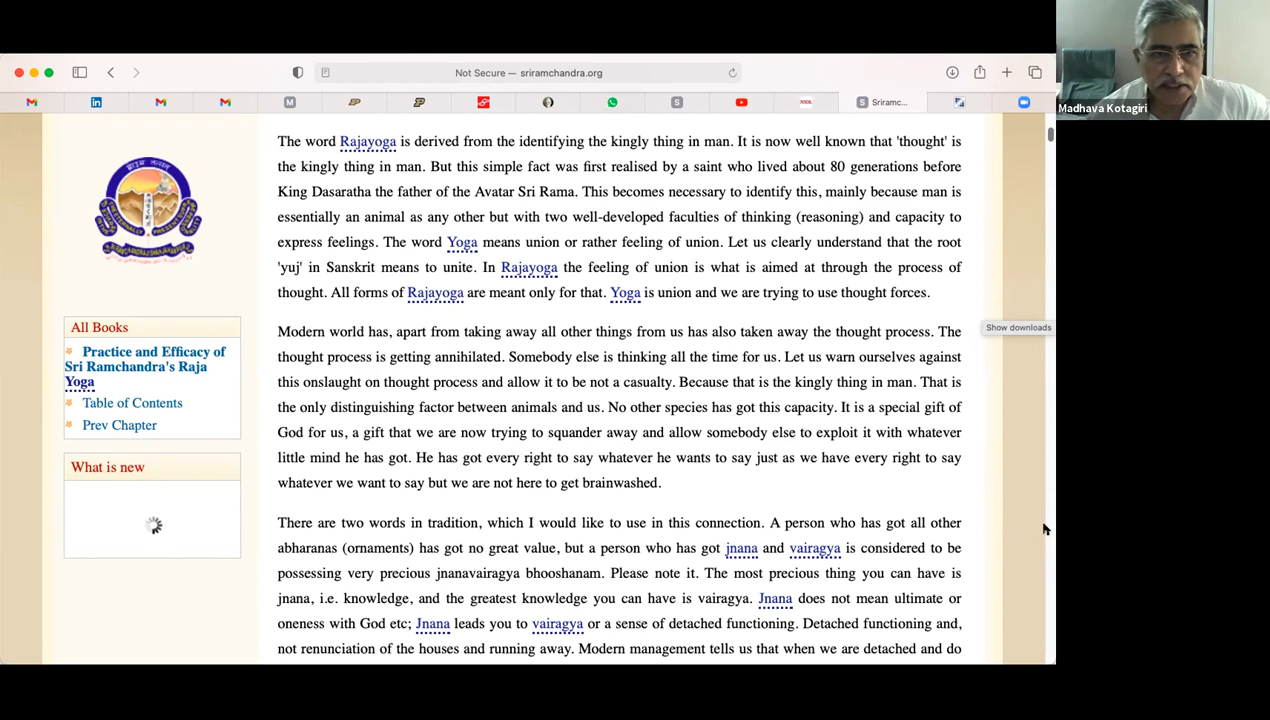 Not Secure — sriramchandra.org
Sriramc...
Madhava Kotagiri
The word Rajayoga is derived from the identifying the kingly thing in man. It is now well known that 'thought' is
the kingly thing in man. But this simple fact was first realised by a saint who lived about 80 generations before
King Dasaratha the father of the Avatar Sri Rama. This becomes necessary to identify this, mainly because man is
essentially an animal as any other but with two well-developed faculties of thinking (reasoning) and capacity to
express feelings. The word Yoga means union or rather feeling of union. Let us clearly understand that the root
'yuj' in Sanskrit means to unite. In Rajayoga the feeling of union is what is aimed at through the process of
thought. All forms of Rajayoga are meant only for that. Yoga is union and we are trying to use thought forces.
Show downloads
Modern world has, apart from taking away all other things from us has also taken away the thought process. The
thought process is getting annihilated. Somebody else is thinking all the time for us. Let us warn ourselves against
this onslaught on thought process and allow it to be not a casualty. Because that is the kingly thing in man. That is
the only distinguishing factor between animals and us. No other species has got this capacity. It is a special gift of
God for us, a gift that we are now trying to squander away and allow somebody else to exploit it with whatever
little mind he has got. He has got every right to say whatever he wants to say just as we have every right to say
whatever we want to say but we are not here to get brainwashed.
There are two words in tradition, which I would like to use in this connection. A person who has got all other
abharanas (ornaments) has got no great value, but a person who has got jnana and vairagya is considered to be
possessing very precious jnanavairagya bhooshanam. Please note it. The most precious thing you can have is
jnana, i.e. knowledge, and the greatest knowledge you can have is vairagya. Jnana does not mean ultimate or
oneness with God etc; Jnana leads you to vairagya or a sense of detached functioning. Detached functioning and,
not renunciation of the houses and running away. Modern management tells us that when we are detached and do
All Books
Practice and Efficacy of
Sri Ramchandra's Raja
Yoga
Table of Contents
Prev Chapter
What is new